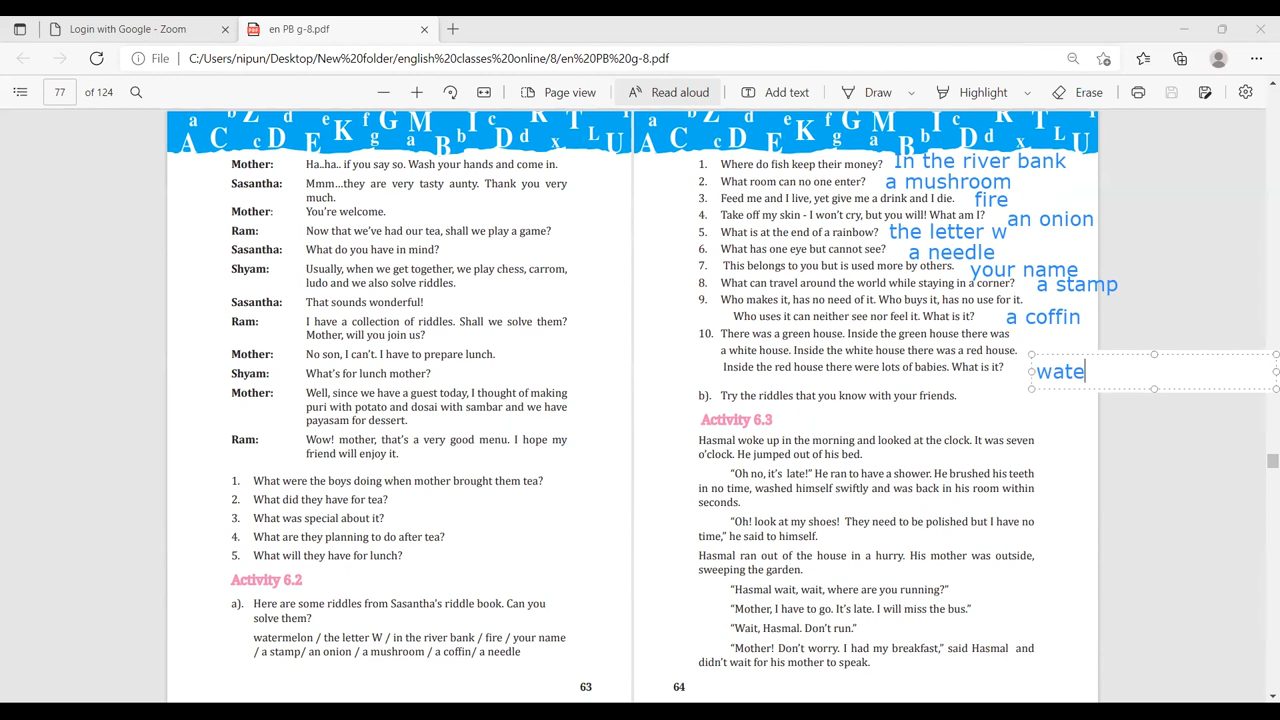 Login with Google - Zoom
en PB g-8.pdf
File
C:/Users/nipun/Desktop/New%20folder/english%20classes%20online/8/en%20PB%20g-8.pdf
77 of 124
Page view
Read aloud
Add text
Draw
Highlight
Erase
Mother: Ha..ha.. if you say so. Wash your hands and come in.
Sasantha: Mmm...they are very tasty aunty. Thank you very
much.
Mother: You're welcome.
Ram: Now that we've had our tea, shall we play a game?
Sasantha: What do you have in mind?
Shyam: Usually, when we get together, we play chess, carrom,
ludo and we also solve riddles.
Sasantha: That sounds wonderful!
Ram: I have a collection of riddles. Shall we solve them?
Mother, will you join us?
Mother: No son, I can't. I have to prepare lunch.
Shyam: What's for lunch mother?
Mother: Well, since we have a guest today, I thought of making
puri with potato and dosai with sambar and we have
payasam for dessert.
Ram: Wow! mother, that's a very good menu. I hope my
friend will enjoy it.
1. What were the boys doing when mother brought them tea?
2. What did they have for tea?
3. What was special about it?
4. What are they planning to do after tea?
5. What will they have for lunch?
Activity 6.2
a). Here are some riddles from Sasantha's riddle book. Can you
solve them?
watermelon / the letter W / in the river bank / fire / your name
/ a stamp/ an onion / a mushroom / a coffin/ a needle
63
1. Where do fish keep their money? In the river bank
2. What room can no one enter? a mushroom
3. Feed me and I live, yet give me a drink and I die. fire
4. Take off my skin - I won't cry, but you will! What am I? an onion
5. What is at the end of a rainbow? the letter w
6. What has one eye but cannot see? a needle
7. This belongs to you but is used more by others. your name
8. What can travel around the world while staying in a corner? a stamp
9. Who makes it, has no need of it. Who buys it, has no use for it.
Who uses it can neither see nor feel it. What is it? a coffin
10. There was a green house. Inside the green house there was
a white house. Inside the white house there was a red house.
Inside the red house there were lots of babies. What is it? wate
b). Try the riddles that you know with your friends.
Activity 6.3
Hasmal woke up in the morning and looked at the clock. It was seven
o'clock. He jumped out of his bed.
"Oh no, it's late!" He ran to have a shower. He brushed his teeth
in no time, washed himself swiftly and was back in his room within
seconds.
"Oh! look at my shoes! They need to be polished but I have no
time," he said to himself.
Hasmal ran out of the house in a hurry. His mother was outside,
sweeping the garden.
"Hasmal wait, wait, where are you running?"
"Mother, I have to go. It's late. I will miss the bus."
"Wait, Hasmal. Don't run."
"Mother! Don't worry. I had my breakfast," said Hasmal and
didn't wait for his mother to speak.
64